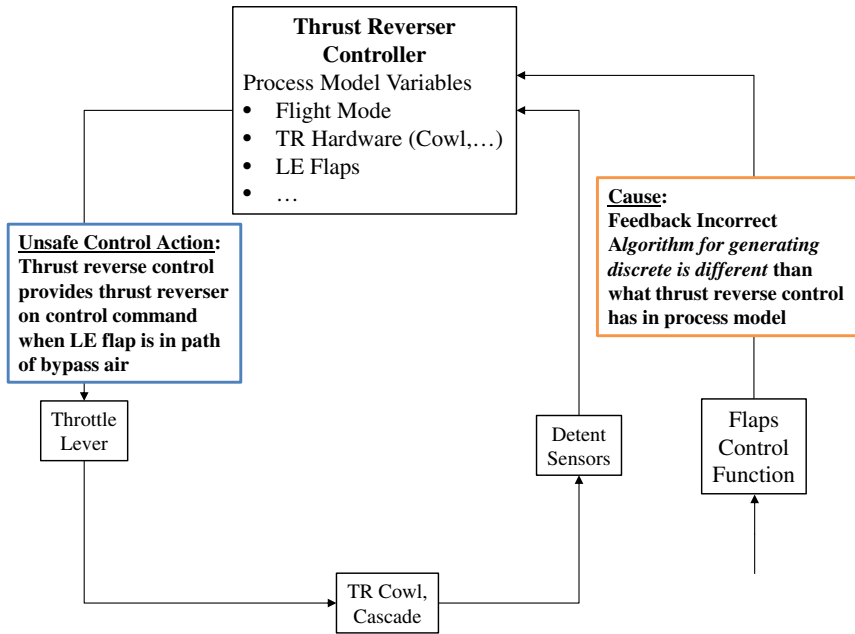 Thrust Reverser
Controller
Process Model Variables
• Flight Mode
• TR Hardware (Cowl,…)
• LE Flaps
• …
Unsafe Control Action:
Thrust reverse control
provides thrust reverser
on control command
when LE flap is in path
of bypass air
Cause:
Feedback Incorrect
Algorithm for generating
discrete is different than
what thrust reverse control
has in process model
Throttle
Lever
Detent
Sensors
Flaps
Control
Function
TR Cowl,
Cascade